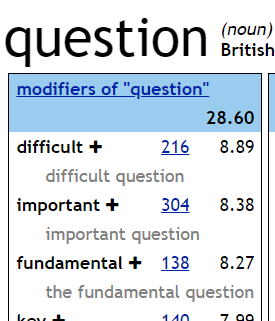 question (noun)
British
modifiers of "question"
28.60
difficult + 216 8.89
difficult question
important + 304 8.38
important question
fundamental + 138 8.27
the fundamental question
key + 140 7.99